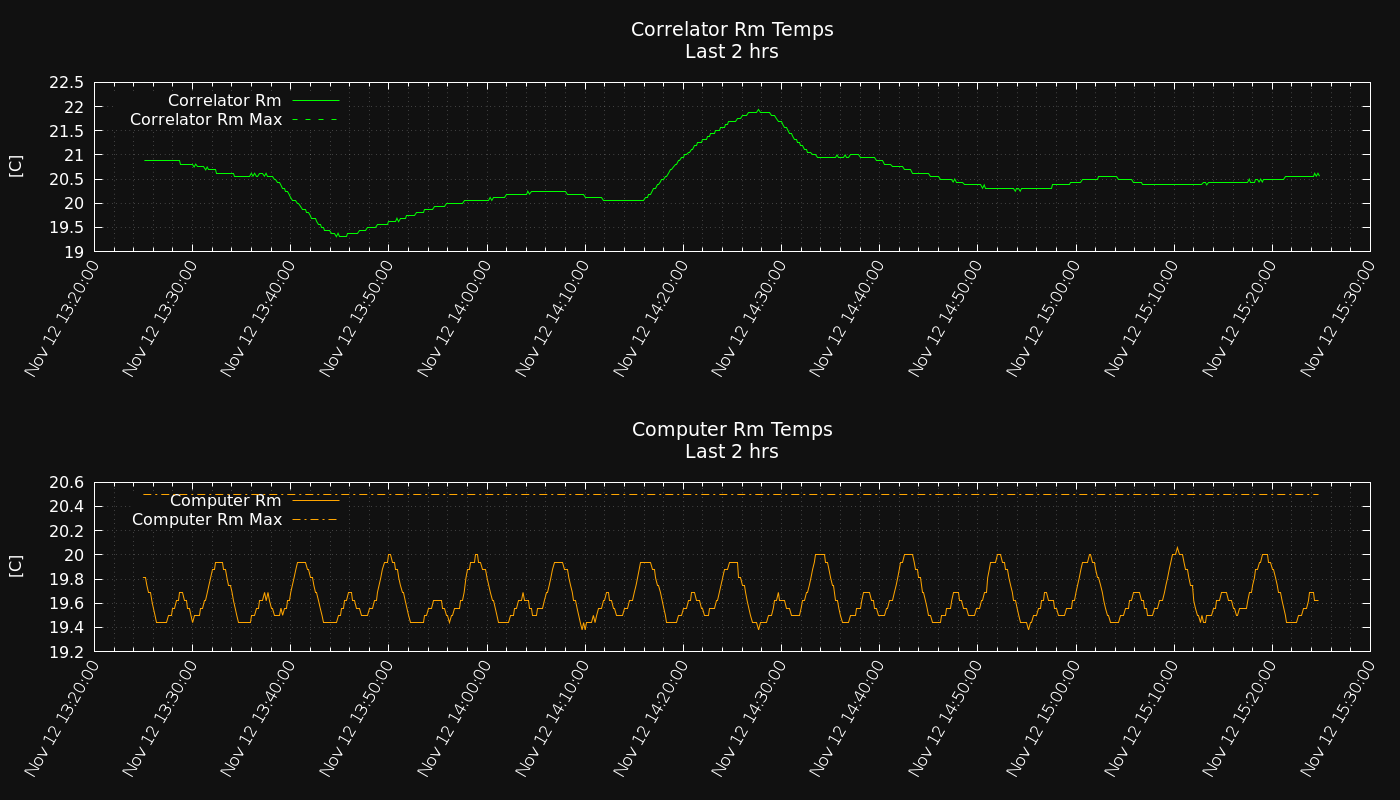 Correlator Rm Temps
Last 2 hrs
22.5
22
21.5
21
20.5
20
19.5
19
[C]
Correlator Rm
Correlator Rm Max
Nov 12 13:20:00
Nov 12 13:30:00
Nov 12 13:40:00
Nov 12 13:50:00
Nov 12 14:00:00
Nov 12 14:10:00
Nov 12 14:20:00
Nov 12 14:30:00
Nov 12 14:40:00
Nov 12 14:50:00
Nov 12 15:00:00
Nov 12 15:10:00
Nov 12 15:20:00
Nov 12 15:30:00
Computer Rm Temps
Last 2 hrs
20.6
20.4
20.2
20
19.8
19.6
19.4
19.2
[C]
Computer Rm
Computer Rm Max
Nov 12 13:20:00
Nov 12 13:30:00
Nov 12 13:40:00
Nov 12 13:50:00
Nov 12 14:00:00
Nov 12 14:10:00
Nov 12 14:20:00
Nov 12 14:30:00
Nov 12 14:40:00
Nov 12 14:50:00
Nov 12 15:00:00
Nov 12 15:10:00
Nov 12 15:20:00
Nov 12 15:30:00